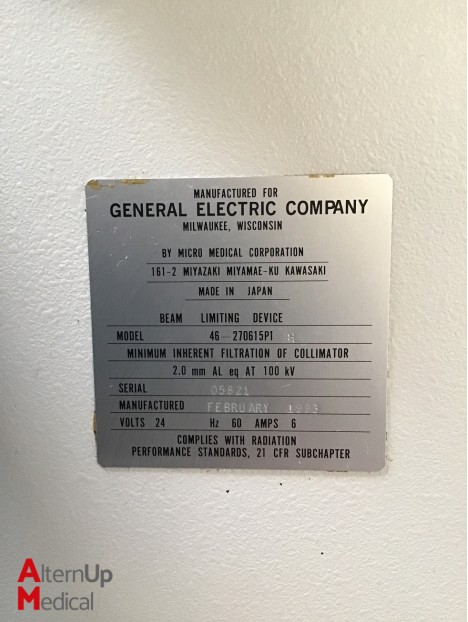 MANUFACTURED FOR
GENERAL ELECTRIC COMPANY
MILWAUKEE, WISCONSIN
BY MICRO MEDICAL CORPORATION
161-2 MIYAZAKI MIYAMAE-KU KAWASAKI
MADE IN JAPAN
BEAM LIMITING DEVICE
MODEL 46-270615P1
MINIMUM INHERENT FILTRATION OF COLLIMATOR
2.0 mm AL eq AT 100 kV
SERIAL 05821
MANUFACTURED FEBRUARY 1993
VOLTS 24 Hz 60 AMPS 6
COMPLIES WITH RADIATION
PERFORMANCE STANDARDS, 21 CFR SUBCHAPTER
AlternUp
Medical